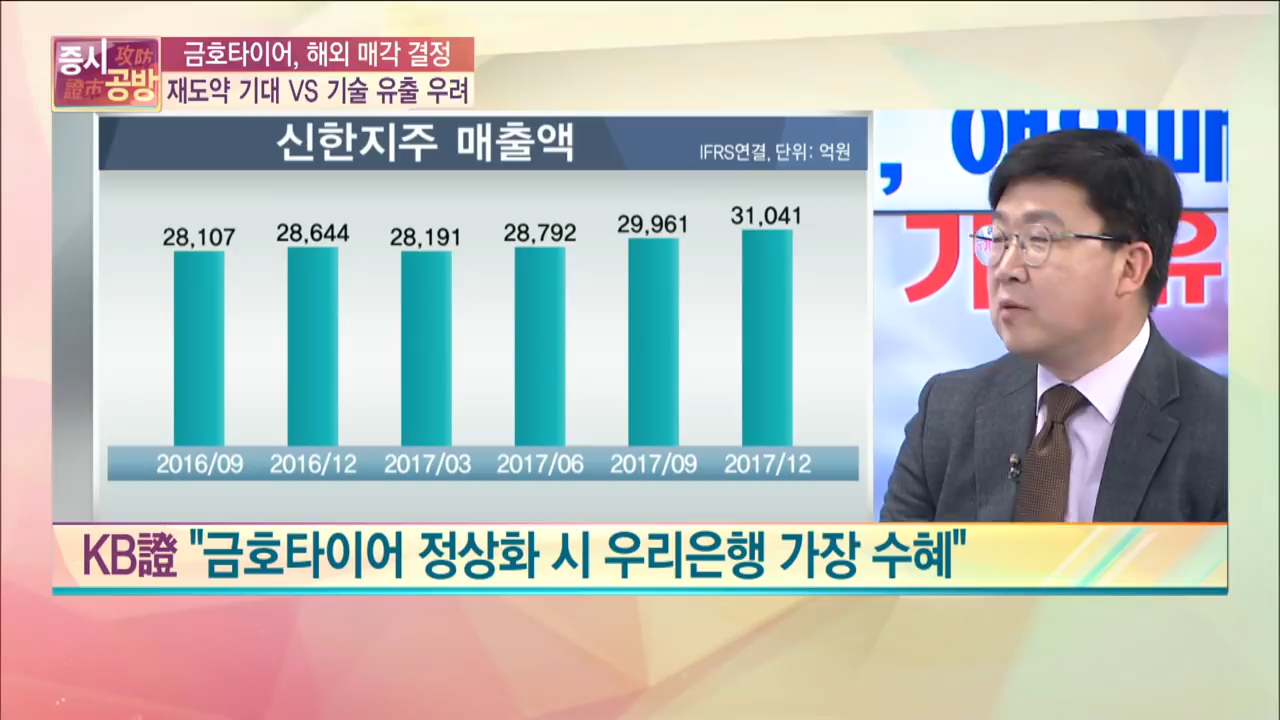 증시 攻防
證市 공방
금호타이어, 해외 매각 결정
재도약 기대 VS 기술 유출 우려
신한지주 매출액
IFRS연결, 단위: 억원
28,107 28,644 28,191 28,792 29,961 31,041
2016/09 2016/12 2017/03 2017/06 2017/09 2017/12
KB證 "금호타이어 정상화 시 우리은행 가장 수혜"